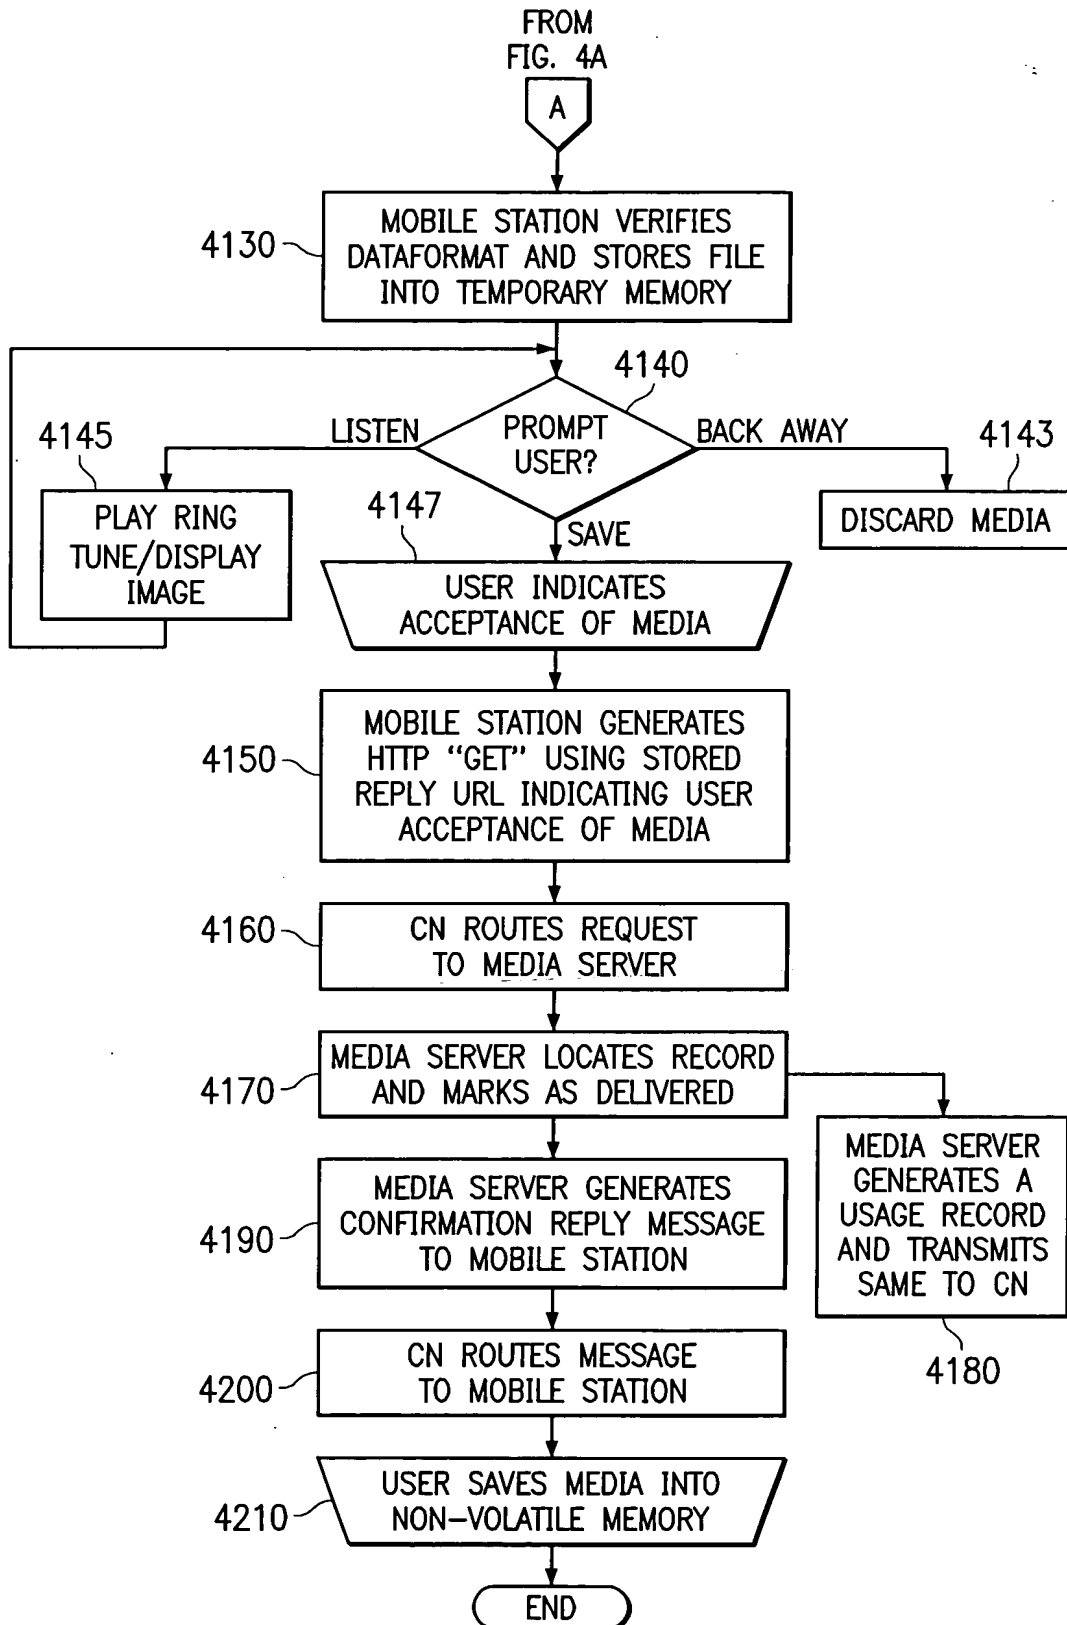 FROM
FIG. 4A
A
4130
MOBILE STATION VERIFIES
DATAFORMAT AND STORES FILE
INTO TEMPORARY MEMORY
4140
PROMPT
USER?
LISTEN
BACK AWAY
4145
PLAY RING
TUNE/DISPLAY
IMAGE
4143
DISCARD MEDIA
SAVE
4147
USER INDICATES
ACCEPTANCE OF MEDIA
4150
MOBILE STATION GENERATES
HTTP “GET” USING STORED
REPLY URL INDICATING USER
ACCEPTANCE OF MEDIA
4160
CN ROUTES REQUEST
TO MEDIA SERVER
4170
MEDIA SERVER LOCATES RECORD
AND MARKS AS DELIVERED
MEDIA SERVER
GENERATES A
USAGE RECORD
AND TRANSMITS
SAME TO CN
4180
4190
MEDIA SERVER GENERATES
CONFIRMATION REPLY MESSAGE
TO MOBILE STATION
4200
CN ROUTES MESSAGE
TO MOBILE STATION
4210
USER SAVES MEDIA INTO
NON-VOLATILE MEMORY
END